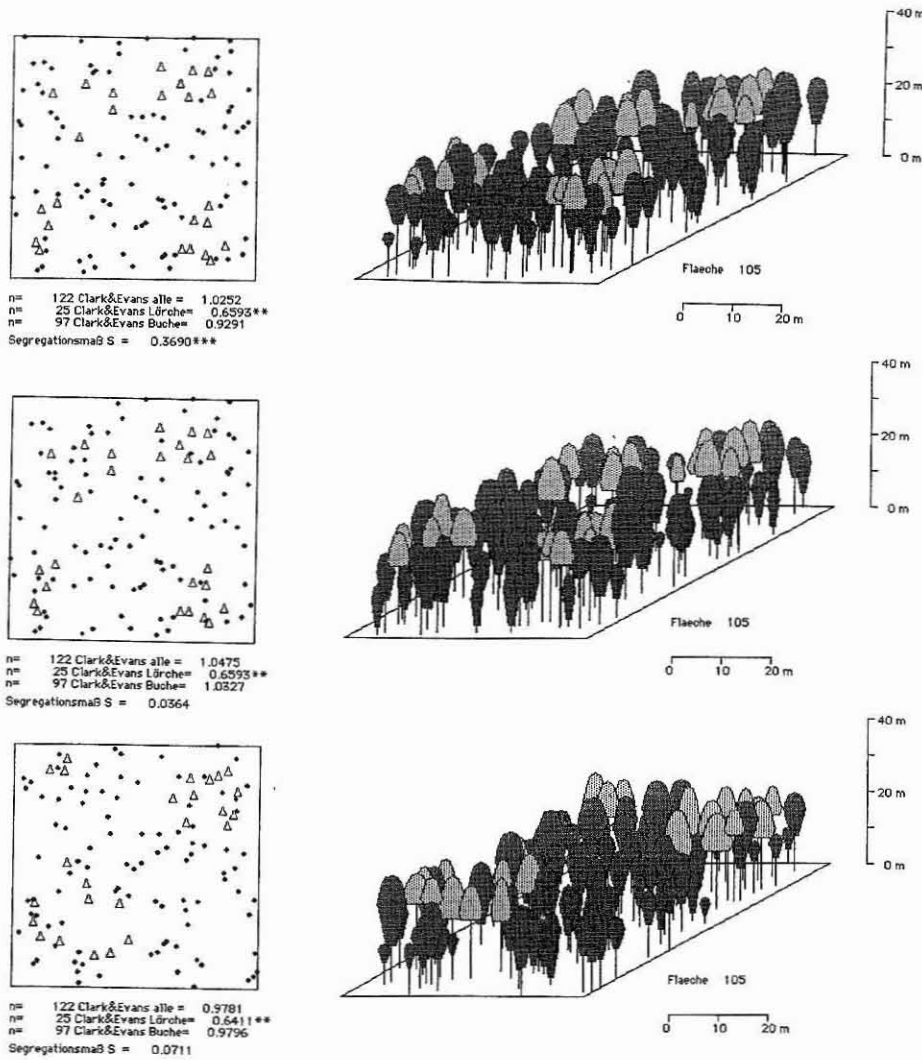 40 m
20 m
0 m
Flaeche 105
0 10 20 m
n= 122 Clark&Evans alle = 1.0252
n= 25 Clark&Evans Lörche= 0.6593**
n= 97 Clark&Evans Buche= 0.9291
Segregationsmaß S = 0.3690***
40 m
20 m
0 m
Flaeche 105
0 10 20 m
n= 122 Clark&Evans alle = 1.0475
n= 25 Clark&Evans Lörche= 0.6593**
n= 97 Clark&Evans Buche= 1.0327
Segregationsmaß S = 0.0364
40 m
20 m
0 m
Flaeche 105
0 10 20 m
n= 122 Clark&Evans alle = 0.9781
n= 25 Clark&Evans Lörche= 0.6411**
n= 97 Clark&Evans Buche= 0.9796
Segregationsmaß S = 0.0711